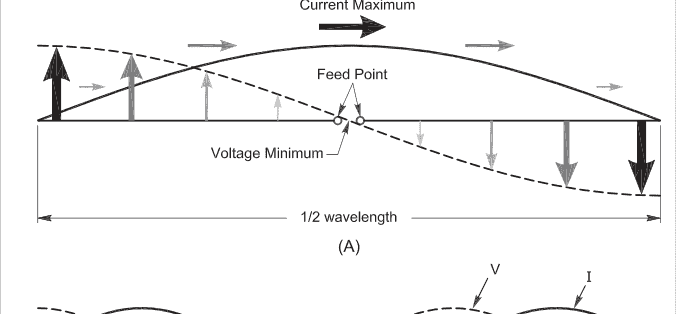 Current Maximum
Feed Point
Voltage Minimum
1/2 wavelength
(A)
V
I